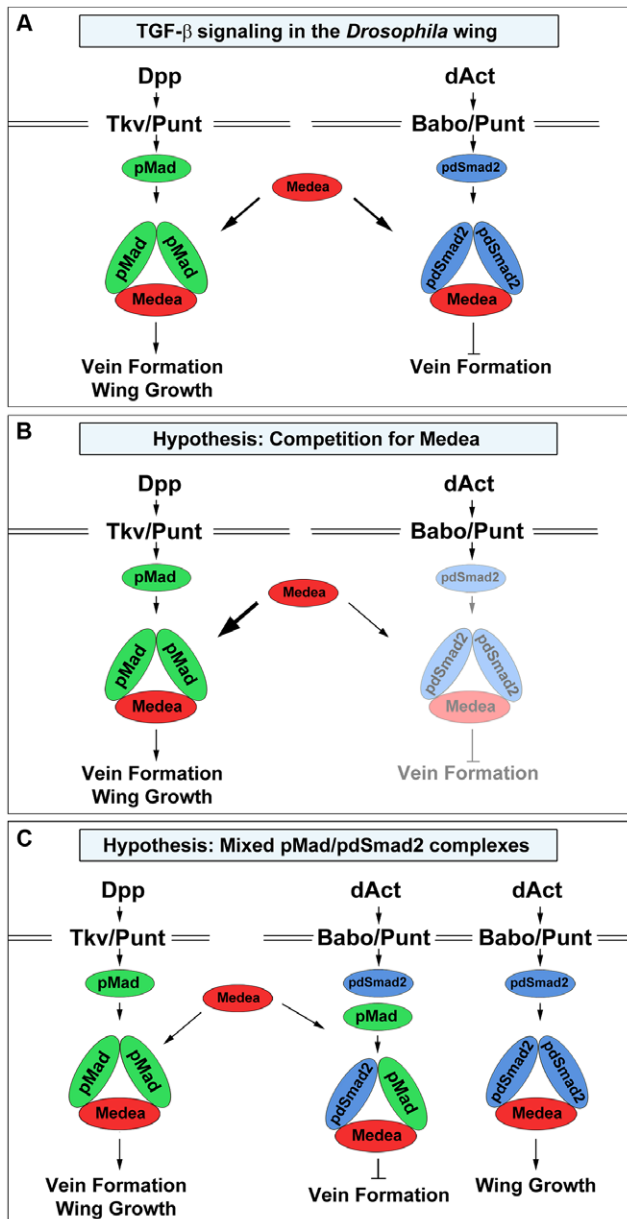 A
TGF-β signaling in the Drosophila wing
Dpp
dAct
Tkv/Punt
Babo/Punt
pMad
pdSmad2
Medea
pMad
pMad
Medea
pdSmad2
pdSmad2
Medea
Vein Formation
Wing Growth
Vein Formation
B
Hypothesis: Competition for Medea
Dpp
dAct
Tkv/Punt
Babo/Punt
pMad
pdSmad2
Medea
pMad
pMad
Medea
pdSmad2
pdSmad2
Medea
Vein Formation
Wing Growth
Vein Formation
C
Hypothesis: Mixed pMad/pdSmad2 complexes
Dpp
dAct
dAct
Tkv/Punt
Babo/Punt
Babo/Punt
pMad
pdSmad2
pdSmad2
Medea
pMad
pMad
pMad
Medea
pdSmad2
pMad
Medea
pdSmad2
pdSmad2
Medea
Vein Formation
Wing Growth
Vein Formation
Wing Growth